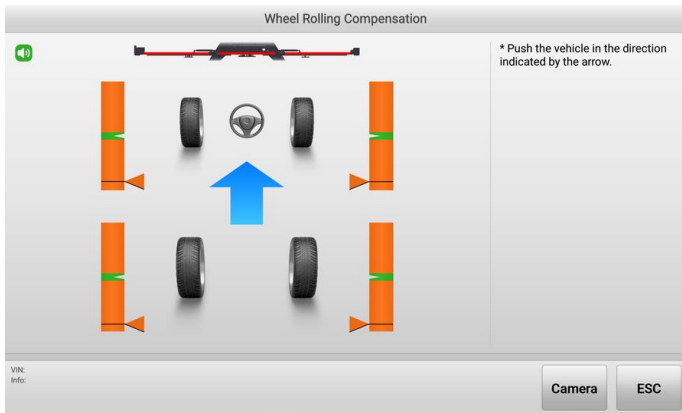 Wheel Rolling Compensation
* Push the vehicle in the direction
indicated by the arrow.
VIN:
Info:
Camera
ESC